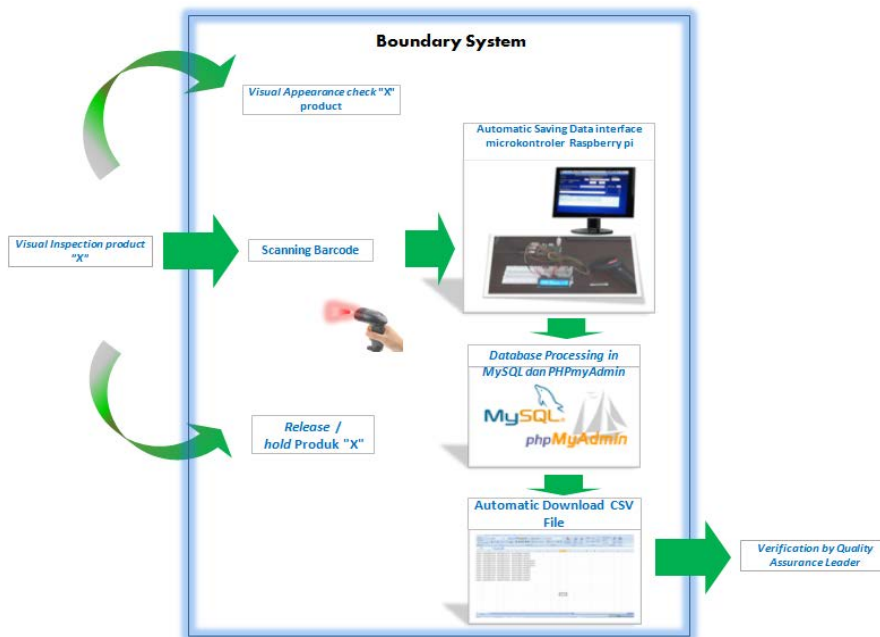 Boundary System
Visual Appearance check "X"
product
Automatic Saving Data interface
microkontroler Raspberry pi
Visual Inspection product
"X"
Scanning Barcode
Database Processing in
MySQL dan PHPmyAdmin
MySQL®
phpMyAdmin
Release /
hold Produk "X"
Automatic Download CSV
File
Verification by Quality
Assurance Leader